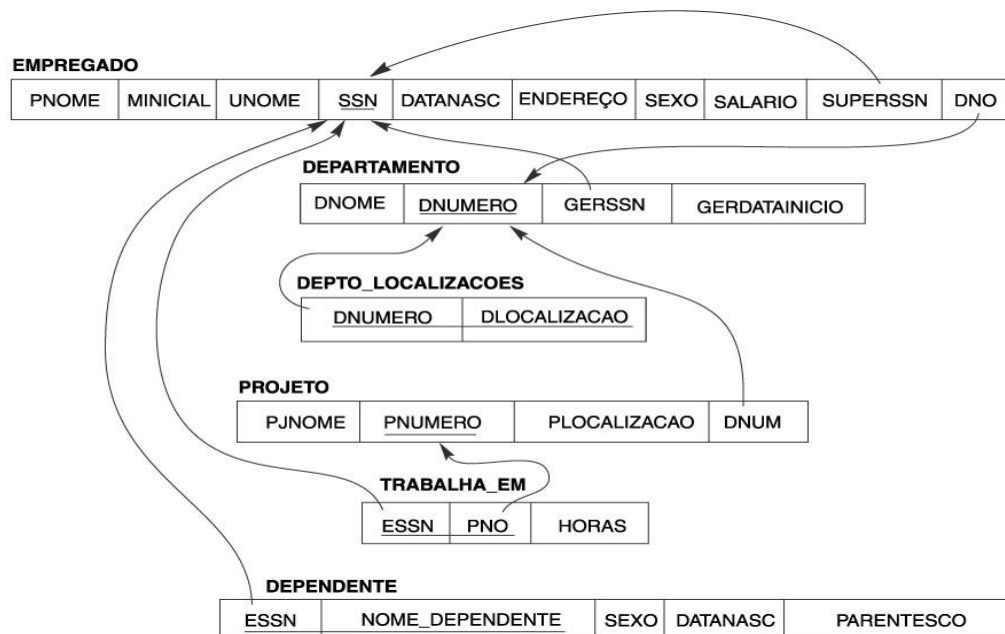 EMPREGADO
PNOME MINICIAL UNOME SSN DATANASC ENDEREÇO SEXO SALARIO SUPERSSN DNO
DEPARTAMENTO
DNOME DNUMERO GERSSN GERDATAINICIO
DEPTO_LOCALIZACOES
DNUMERO DLOCALIZACAO
PROJETO
PJNOME PNUMERO PLOCALIZACAO DNUM
TRABALHA_EM
ESSN PNO HORAS
DEPENDENTE
ESSN NOME_DEPENDENTE SEXO DATANASC PARENTESCO